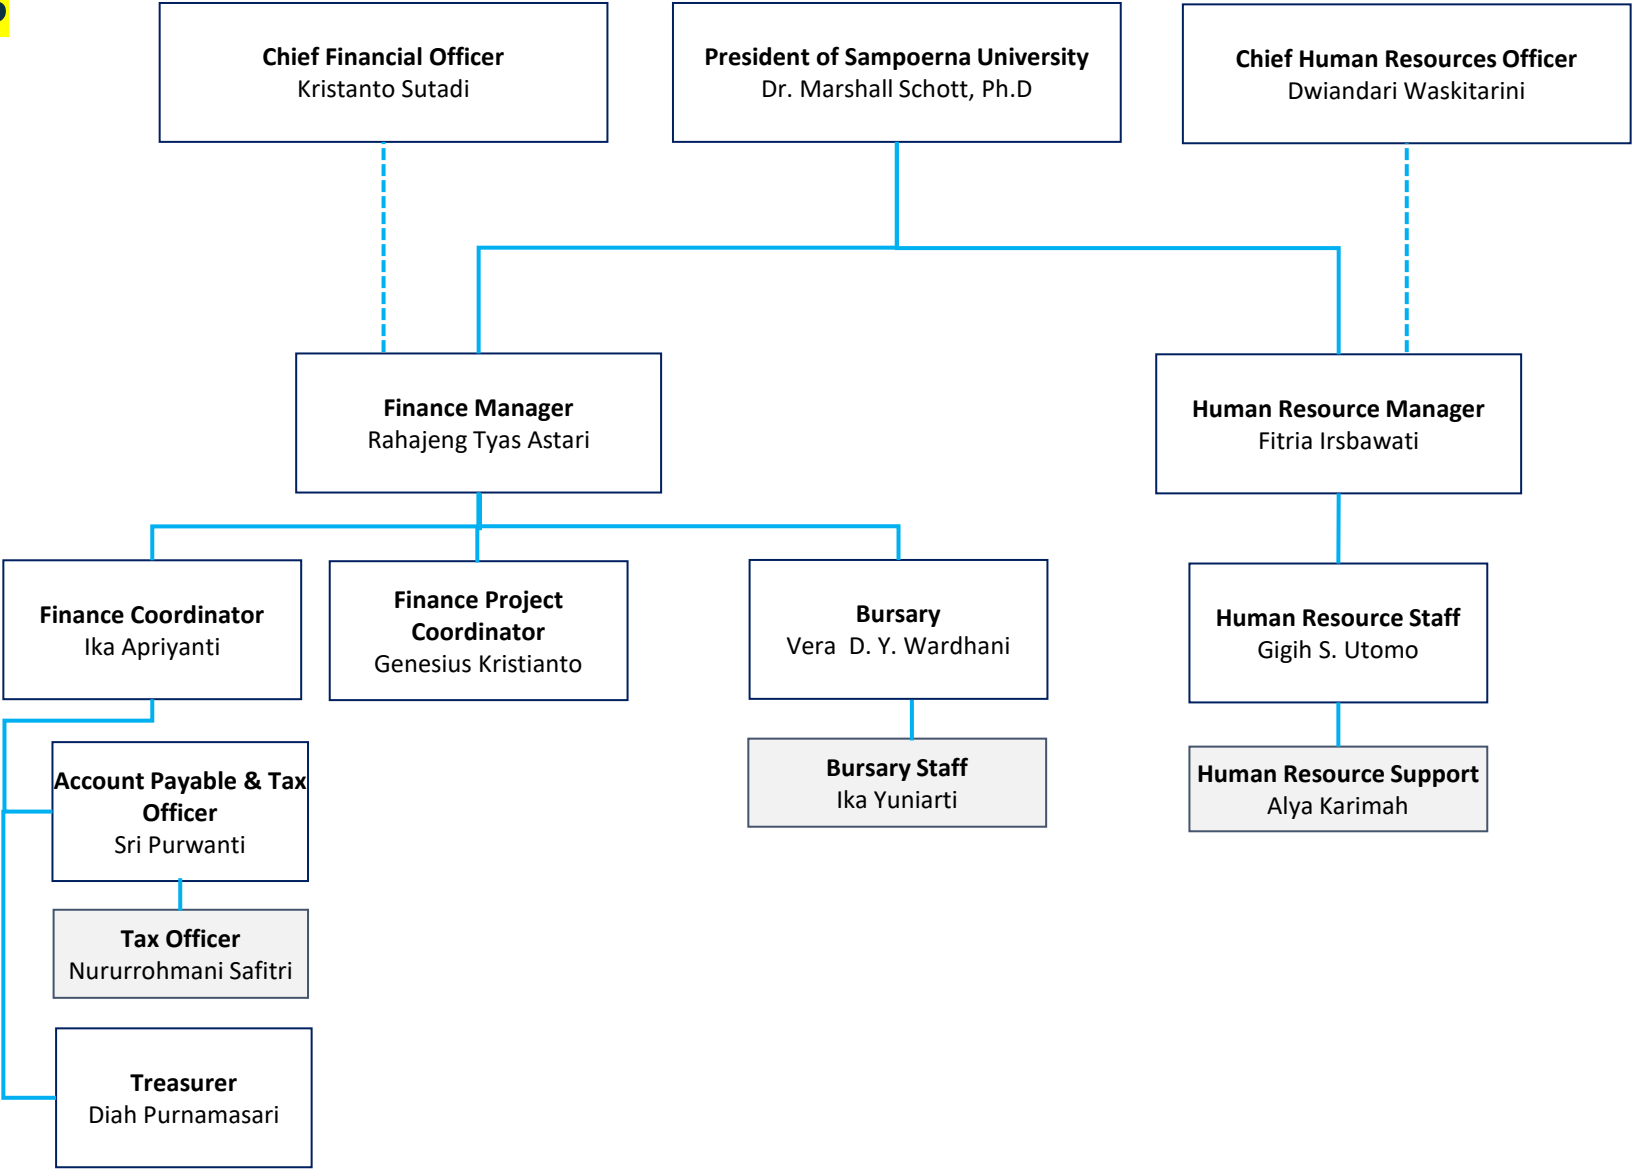 Chief Financial Officer
Kristanto Sutadi
President of Sampoerna University
Dr. Marshall Schott, Ph.D
Chief Human Resources Officer
Dwiandari Waskitarini
Finance Manager
Rahajeng Tyas Astari
Human Resource Manager
Fitria Irsbawati
Finance Coordinator
Ika Apriyanti
Finance Project
Coordinator
Genesius Kristianto
Bursary
Vera  D. Y. Wardhani
Human Resource Staff
Gigih S. Utomo
Account Payable & Tax
Officer
Sri Purwanti
Bursary Staff
Ika Yuniarti
Human Resource Support
Alya Karimah
Tax Officer
Nururrohmani Safitri
Treasurer
Diah Purnamasari